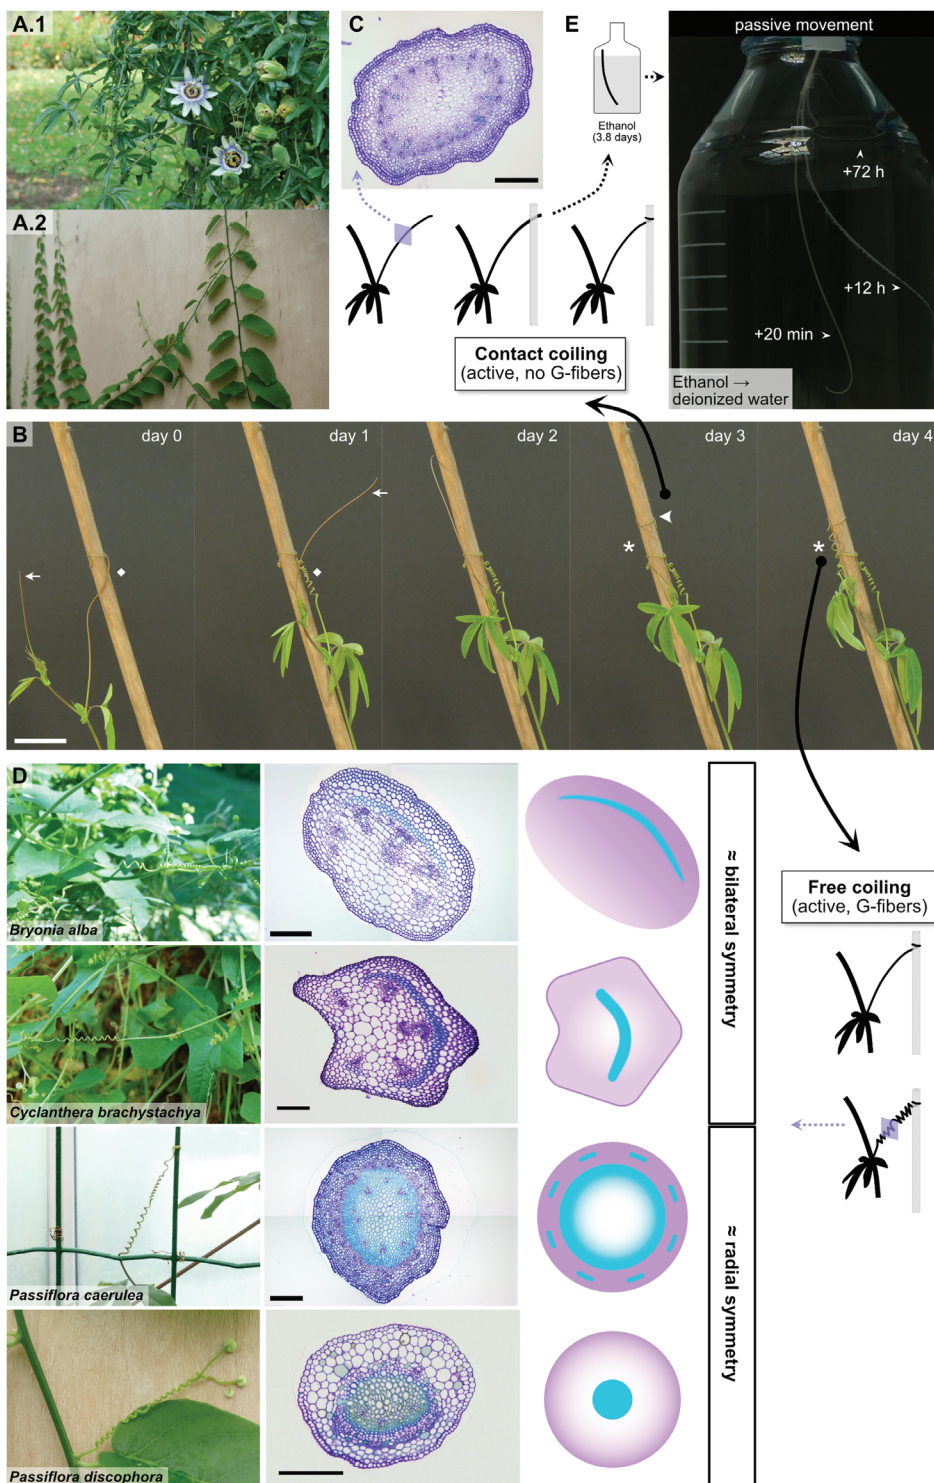 A.1
A.2
C
E
Ethanol
(3.8 days)
passive movement
+72 h
+12 h
+20 min
Ethanol →
deionized water
Contact coiling
(active, no G-fibers)
B
day 0
day 1
day 2
day 3
day 4
*
*
D
Bryonia alba
Cyclanthera brachystachya
Passiflora caerulea
Passiflora discophora
≈ bilateral symmetry
≈ radial symmetry
Free coiling
(active, G-fibers)